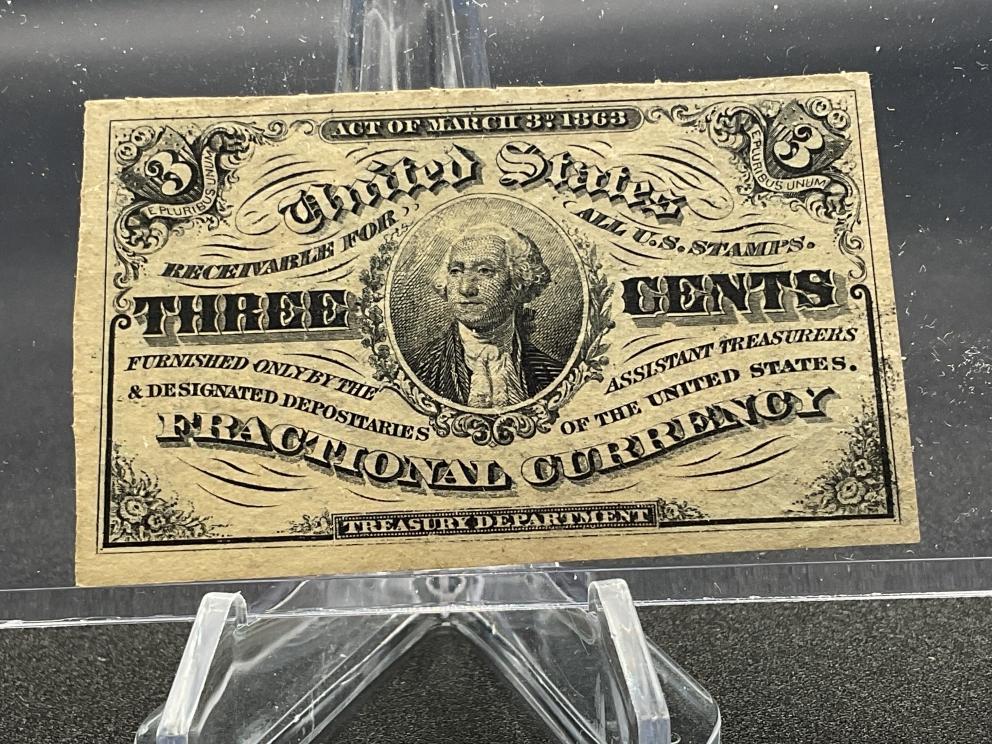 ACT OF MARCH 3º 1863
3
E PLURIBUS UNUM
3
E PLURIBUS UNUM
United States
RECEIVABLE FOR ALL U.S. STAMPS.
THREE CENTS
FURNISHED ONLY BY THE ASSISTANT TREASURERS
& DESIGNATED DEPOSITARIES OF THE UNITED STATES.
FRACTIONAL CURRENCY
TREASURY DEPARTMENT